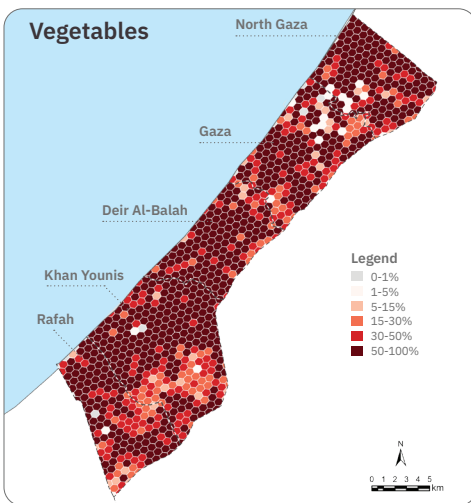 Vegetables
North Gaza
Gaza
Deir Al-Balah
Khan Younis
Rafah
Legend
0-1%
1-5%
5-15%
15-30%
30-50%
50-100%
N
0 1 2 3 4 5
km